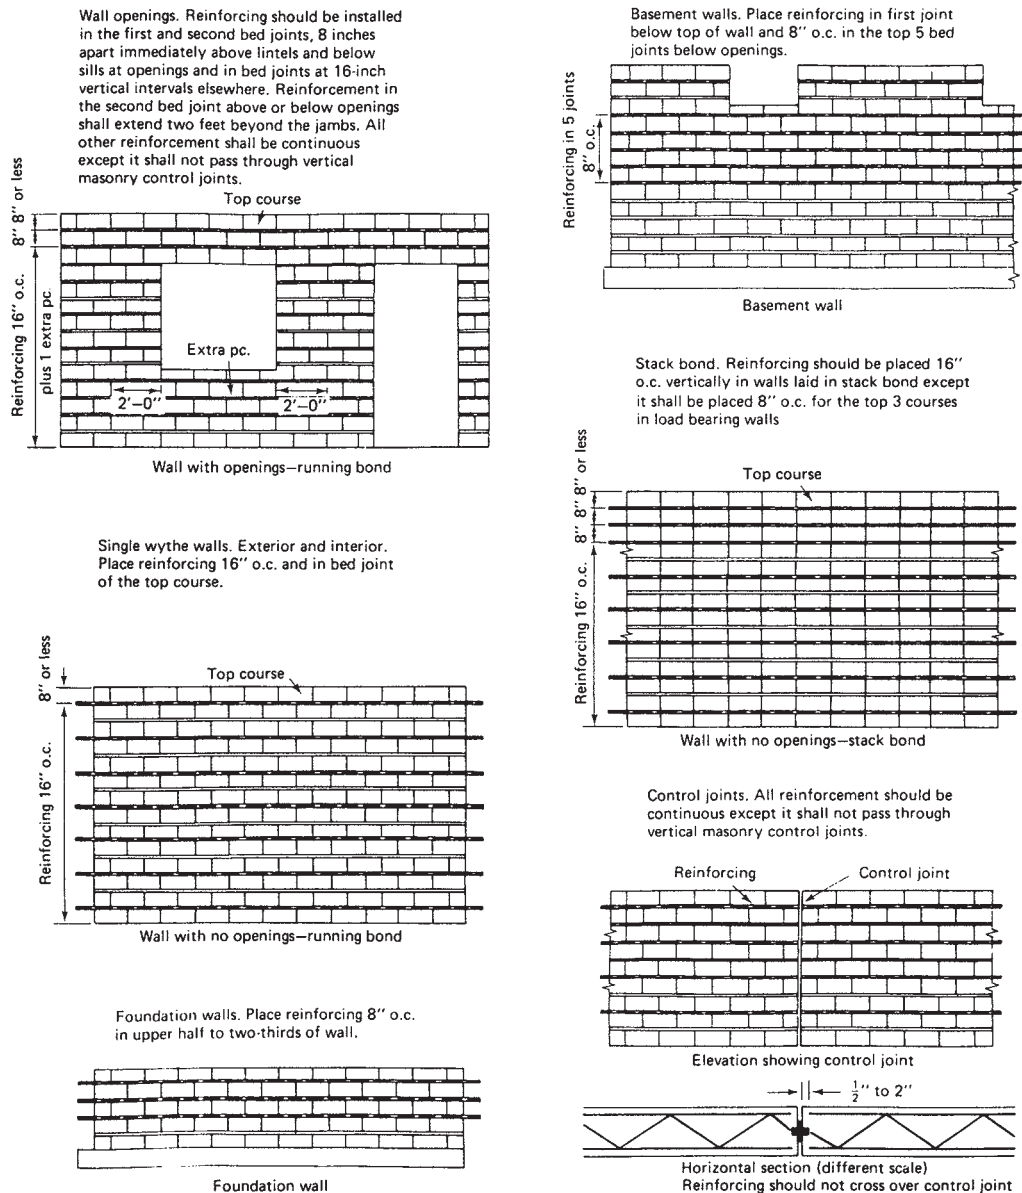 Wall openings. Reinforcing should be installed
in the first and second bed joints, 8 inches
apart immediately above lintels and below
sills at openings and in bed joints at 16-inch
vertical intervals elsewhere. Reinforcement in
the second bed joint above or below openings
shall extend two feet beyond the jambs. All
other reinforcement shall be continuous
except it shall not pass through vertical
masonry control joints.
8" or less
Top course
Reinforcing 16" o.c.
plus 1 extra pc.
Extra pc.
2'–0"
2'–0"
Wall with openings—running bond
Single wythe walls. Exterior and interior.
Place reinforcing 16" o.c. and in bed joint
of the top course.
8" or less
Top course
Reinforcing 16" o.c.
Wall with no openings—running bond
Foundation walls. Place reinforcing 8" o.c.
in upper half to two-thirds of wall.
Foundation wall
Basement walls. Place reinforcing in first joint
below top of wall and 8" o.c. in the top 5 bed
joints below openings.
Reinforcing in 5 joints
8" o.c.
Basement wall
Stack bond. Reinforcing should be placed 16"
o.c. vertically in walls laid in stack bond except
it shall be placed 8" o.c. for the top 3 courses
in load bearing walls
8" 8" 8" or less
Top course
Reinforcing 16" o.c.
Wall with no openings—stack bond
Control joints. All reinforcement should be
continuous except it shall not pass through
vertical masonry control joints.
Reinforcing
Control joint
Elevation showing control joint
½" to 2"
Horizontal section (different scale)
Reinforcing should not cross over control joint